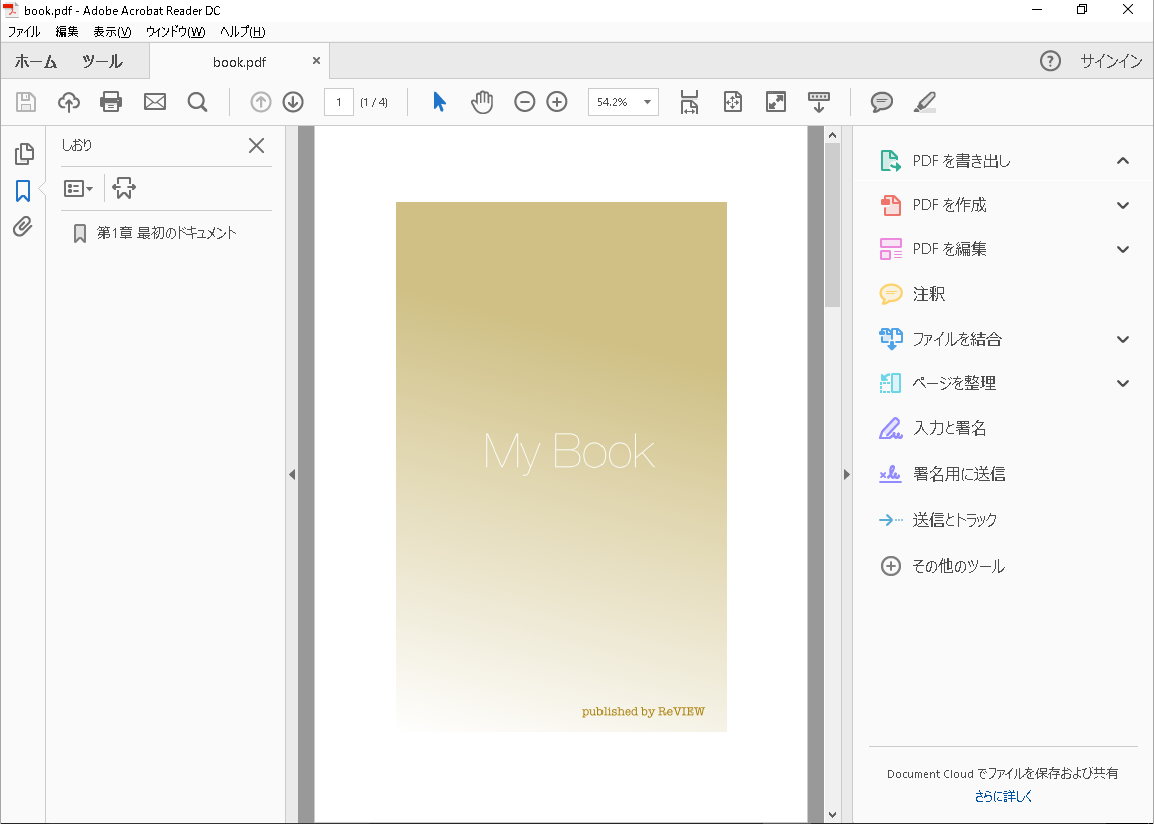 book.pdf - Adobe Acrobat Reader DC
ファイル 編集 表示(V) ウィンドウ(W) ヘルプ(H)
ホーム ツール book.pdf × ? サインイン
1 (1 / 4) 54.2%
しおり
第1章 最初のドキュメント
My Book
published by ReVIEW
PDF を書き出し
PDF を作成
PDF を編集
注釈
ファイルを結合
ページを整理
入力と署名
署名用に送信
送信とトラック
その他のツール
Document Cloud でファイルを保存および共有
さらに詳しく